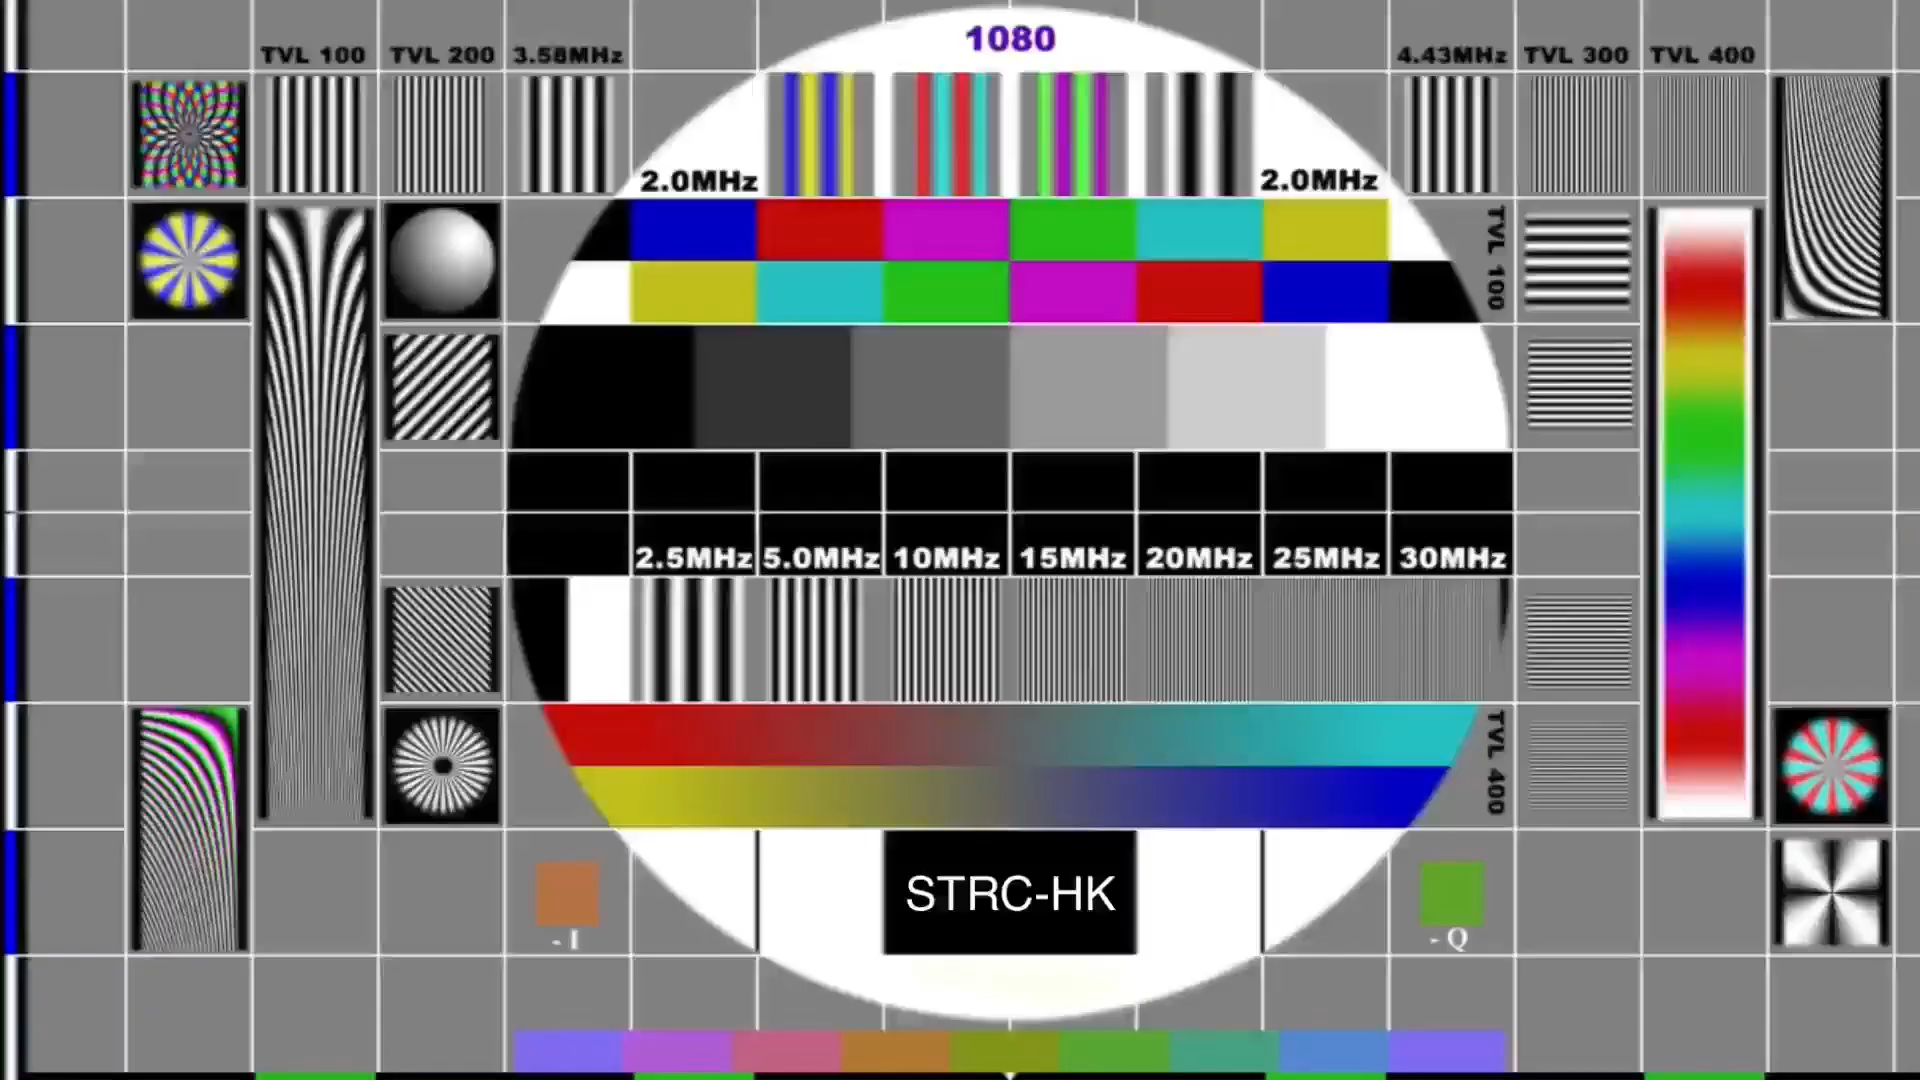 1080
TVL 100 TVL 200 3.58MHz 4.43MHz TVL 300 TVL 400
2.0MHz 2.0MHz
TVL 100
2.5MHz 5.0MHz 10MHz 15MHz 20MHz 25MHz 30MHz
TVL 400
STRC-HK
- I - Q